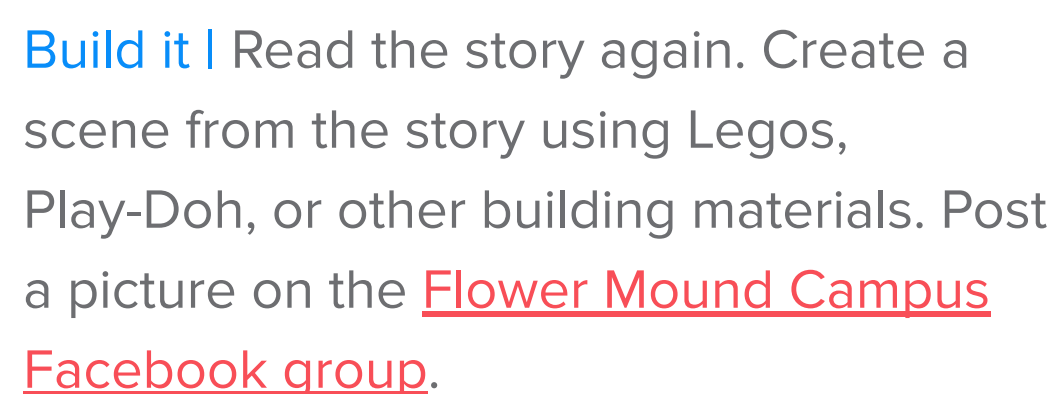 Build it | Read the story again. Create a
scene from the story using Legos,
Play-Doh, or other building materials. Post
a picture on the Flower Mound Campus
Facebook group.